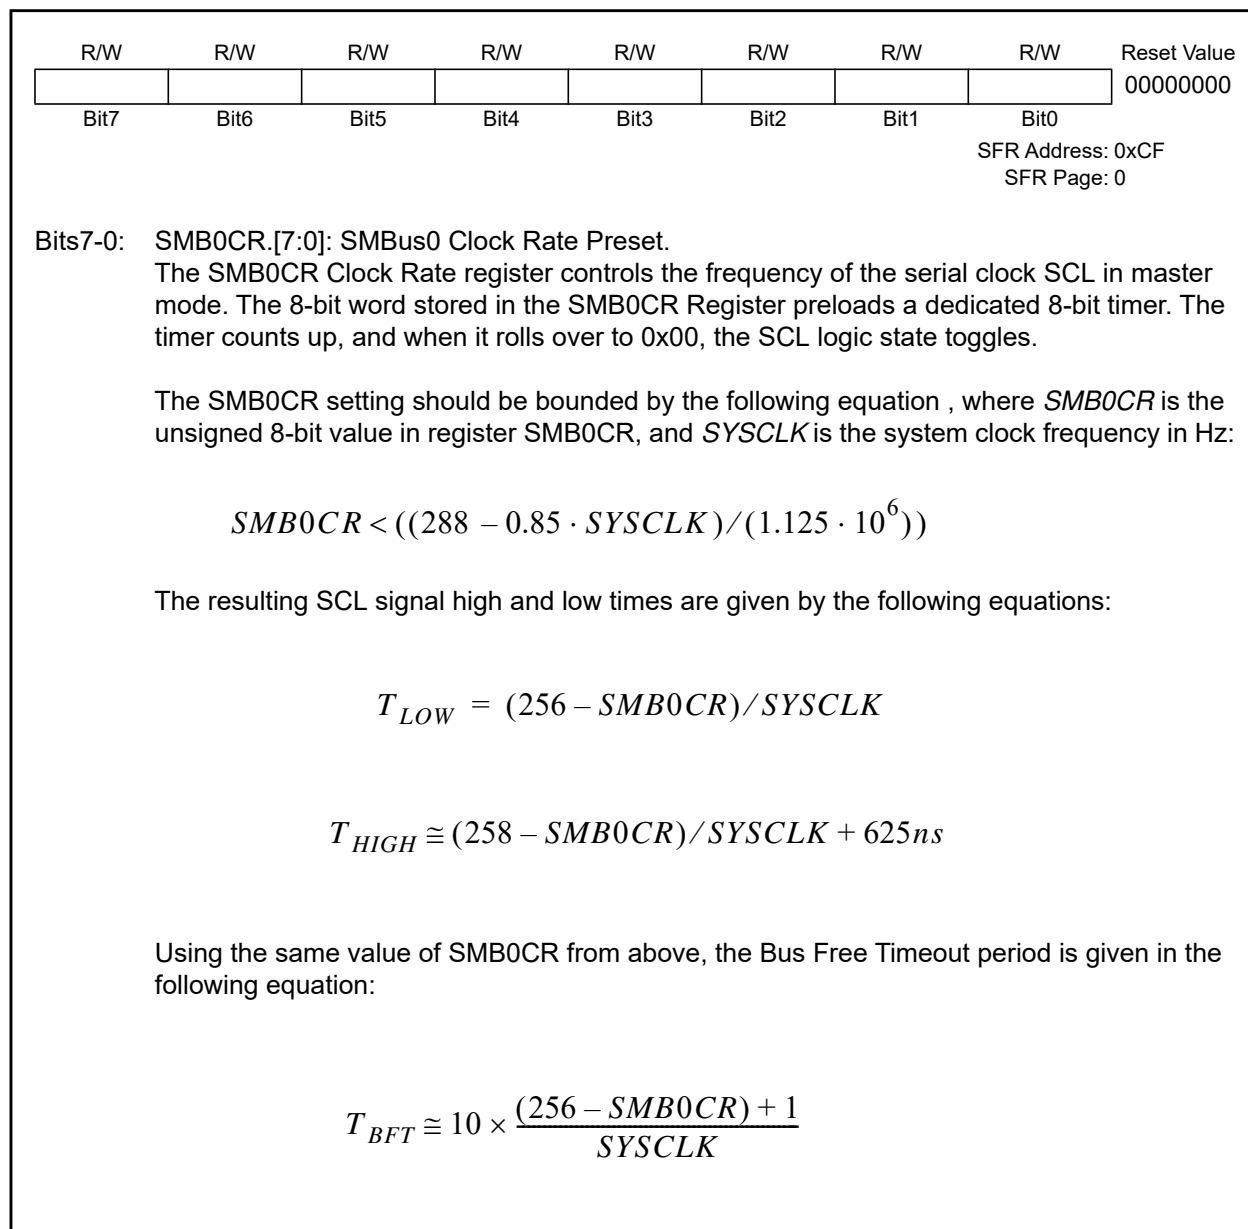 R/W R/W R/W R/W R/W R/W R/W R/W Reset Value
00000000
Bit7 Bit6 Bit5 Bit4 Bit3 Bit2 Bit1 Bit0
SFR Address: 0xCF
SFR Page: 0
Bits7-0: SMB0CR.[7:0]: SMBus0 Clock Rate Preset.
The SMB0CR Clock Rate register controls the frequency of the serial clock SCL in master
mode. The 8-bit word stored in the SMB0CR Register preloads a dedicated 8-bit timer. The
timer counts up, and when it rolls over to 0x00, the SCL logic state toggles.
The SMB0CR setting should be bounded by the following equation , where SMB0CR is the
unsigned 8-bit value in register SMB0CR, and SYSCLK is the system clock frequency in Hz:
SMB0CR < ((288 – 0.85 · SYSCLK)/(1.125 · 10^6))
The resulting SCL signal high and low times are given by the following equations:
T_LOW = (256 – SMB0CR)/SYSCLK
T_HIGH ≅ (258 – SMB0CR)/SYSCLK + 625ns
Using the same value of SMB0CR from above, the Bus Free Timeout period is given in the
following equation:
T_BFT ≅ 10 × (256 – SMB0CR) + 1
SYSCLK